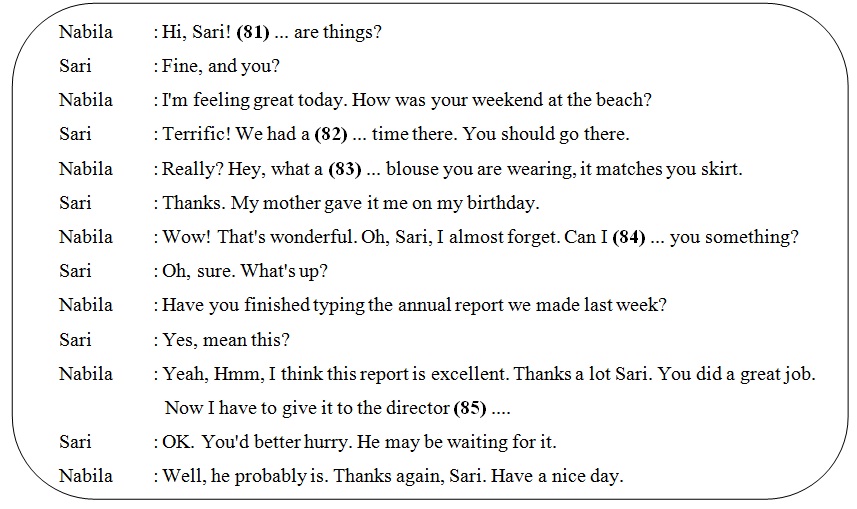 Nabila : Hi, Sari! (81) ... are things?
Sari : Fine, and you?
Nabila : I'm feeling great today. How was your weekend at the beach?
Sari : Terrific! We had a (82) ... time there. You should go there.
Nabila : Really? Hey, what a (83) ... blouse you are wearing, it matches you skirt.
Sari : Thanks. My mother gave it me on my birthday.
Nabila : Wow! That's wonderful. Oh, Sari, I almost forget. Can I (84) ... you something?
Sari : Oh, sure. What's up?
Nabila : Have you finished typing the annual report we made last week?
Sari : Yes, mean this?
Nabila : Yeah, Hmm, I think this report is excellent. Thanks a lot Sari. You did a great job.
Now I have to give it to the director (85) ....
Sari : OK. You'd better hurry. He may be waiting for it.
Nabila : Well, he probably is. Thanks again, Sari. Have a nice day.